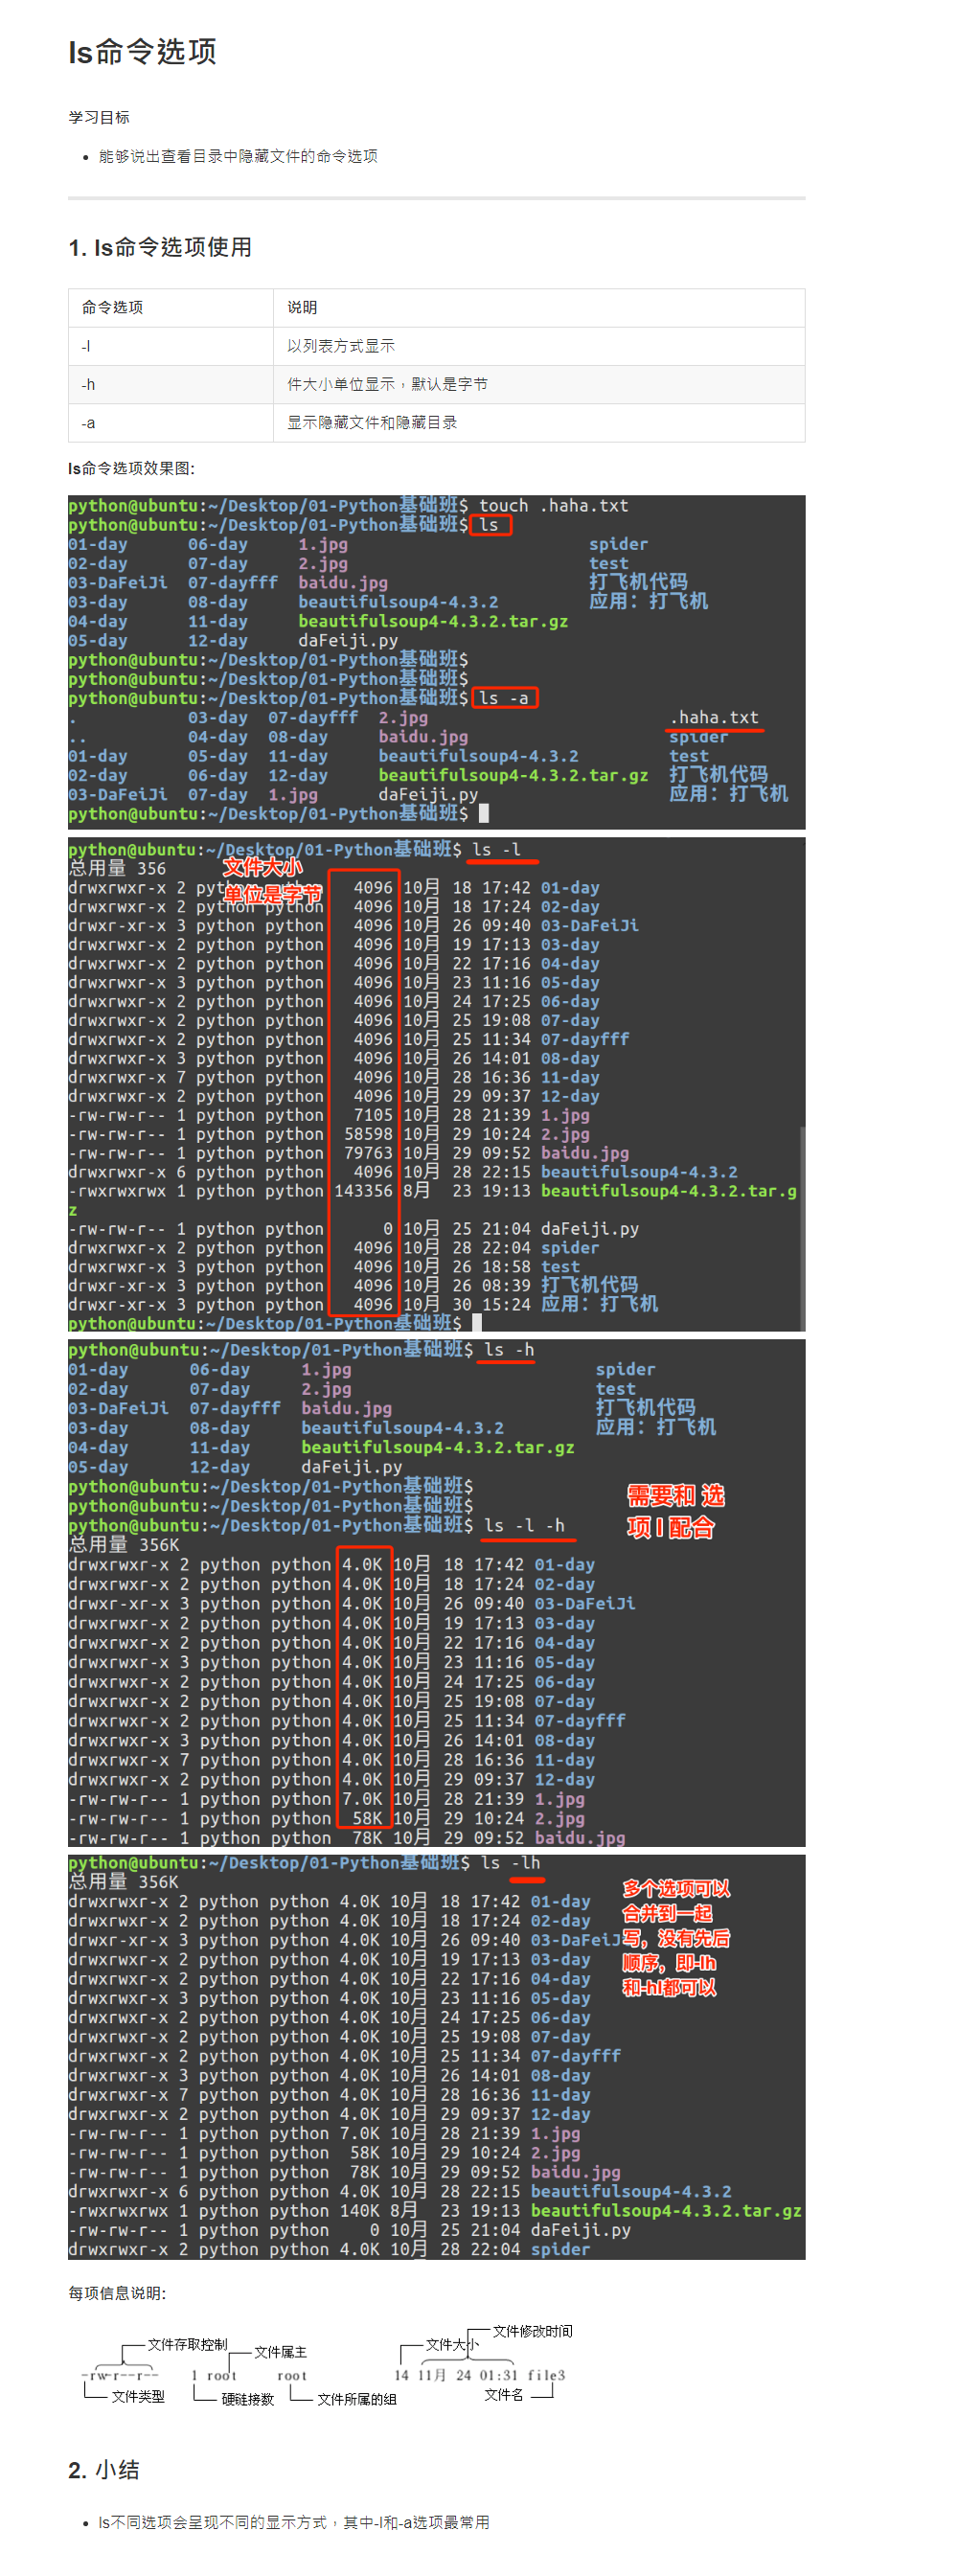 ls命令选项
学习目标
能够说出查看目录中隐藏文件的命令选项
1. ls命令选项使用
命令选项 说明
-l 以列表方式显示
-h 件大小单位显示，默认是字节
-a 显示隐藏文件和隐藏目录
ls命令选项效果图:
python@ubuntu:~/Desktop/01-Python基础班$ touch .haha.txt
python@ubuntu:~/Desktop/01-Python基础班$ ls
01-day 06-day 1.jpg spider
02-day 07-day 2.jpg test
03-DaFeiJi 07-dayfff baidu.jpg 打飞机代码
03-day 08-day beautifulsoup4-4.3.2 应用：打飞机
04-day 11-day beautifulsoup4-4.3.2.tar.gz
05-day 12-day daFeiji.py
python@ubuntu:~/Desktop/01-Python基础班$
python@ubuntu:~/Desktop/01-Python基础班$
python@ubuntu:~/Desktop/01-Python基础班$ ls -a
. 03-day 07-dayfff 2.jpg .haha.txt
.. 04-day 08-day baidu.jpg spider
01-day 05-day 11-day beautifulsoup4-4.3.2 test
02-day 06-day 12-day beautifulsoup4-4.3.2.tar.gz 打飞机代码
03-DaFeiJi 07-day 1.jpg daFeiji.py 应用：打飞机
python@ubuntu:~/Desktop/01-Python基础班$
python@ubuntu:~/Desktop/01-Python基础班$ ls -l
总用量 356
文件大小
单位是字节
drwxrwxr-x 2 python python 4096 10月 18 17:42 01-day
drwxrwxr-x 2 python python 4096 10月 18 17:24 02-day
drwxr-xr-x 3 python python 4096 10月 26 09:40 03-DaFeiJi
drwxrwxr-x 2 python python 4096 10月 19 17:13 03-day
drwxrwxr-x 2 python python 4096 10月 22 17:16 04-day
drwxrwxr-x 3 python python 4096 10月 23 11:16 05-day
drwxrwxr-x 2 python python 4096 10月 24 17:25 06-day
drwxrwxr-x 2 python python 4096 10月 25 19:08 07-day
drwxrwxr-x 2 python python 4096 10月 25 11:34 07-dayfff
drwxrwxr-x 3 python python 4096 10月 26 14:01 08-day
drwxrwxr-x 7 python python 4096 10月 28 16:36 11-day
drwxrwxr-x 2 python python 4096 10月 29 09:37 12-day
-rw-rw-r-- 1 python python 7105 10月 28 21:39 1.jpg
-rw-rw-r-- 1 python python 58598 10月 29 10:24 2.jpg
-rw-rw-r-- 1 python python 79763 10月 29 09:52 baidu.jpg
drwxrwxr-x 6 python python 4096 10月 28 22:15 beautifulsoup4-4.3.2
-rwxrwxrwx 1 python python 143356 8月 23 19:13 beautifulsoup4-4.3.2.tar.g
z
-rw-rw-r-- 1 python python 0 10月 25 21:04 daFeiji.py
drwxrwxr-x 2 python python 4096 10月 28 22:04 spider
drwxrwxr-x 3 python python 4096 10月 26 18:58 test
drwxr-xr-x 3 python python 4096 10月 26 08:39 打飞机代码
drwxr-xr-x 3 python python 4096 10月 30 15:24 应用：打飞机
python@ubuntu:~/Desktop/01-Python基础班$
python@ubuntu:~/Desktop/01-Python基础班$ ls -h
01-day 06-day 1.jpg spider
02-day 07-day 2.jpg test
03-DaFeiJi 07-dayfff baidu.jpg 打飞机代码
03-day 08-day beautifulsoup4-4.3.2 应用：打飞机
04-day 11-day beautifulsoup4-4.3.2.tar.gz
05-day 12-day daFeiji.py
python@ubuntu:~/Desktop/01-Python基础班$
python@ubuntu:~/Desktop/01-Python基础班$
python@ubuntu:~/Desktop/01-Python基础班$ ls -l -h
需要和 选
项 l 配合
总用量 356K
drwxrwxr-x 2 python python 4.0K 10月 18 17:42 01-day
drwxrwxr-x 2 python python 4.0K 10月 18 17:24 02-day
drwxr-xr-x 3 python python 4.0K 10月 26 09:40 03-DaFeiJi
drwxrwxr-x 2 python python 4.0K 10月 19 17:13 03-day
drwxrwxr-x 2 python python 4.0K 10月 22 17:16 04-day
drwxrwxr-x 3 python python 4.0K 10月 23 11:16 05-day
drwxrwxr-x 2 python python 4.0K 10月 24 17:25 06-day
drwxrwxr-x 2 python python 4.0K 10月 25 19:08 07-day
drwxrwxr-x 2 python python 4.0K 10月 25 11:34 07-dayfff
drwxrwxr-x 3 python python 4.0K 10月 26 14:01 08-day
drwxrwxr-x 7 python python 4.0K 10月 28 16:36 11-day
drwxrwxr-x 2 python python 4.0K 10月 29 09:37 12-day
-rw-rw-r-- 1 python python 7.0K 10月 28 21:39 1.jpg
-rw-rw-r-- 1 python python 58K 10月 29 10:24 2.jpg
-rw-rw-r-- 1 python python 78K 10月 29 09:52 baidu.jpg
python@ubuntu:~/Desktop/01-Python基础班$ ls -lh
总用量 356K
多个选项可以
合并到一起
写，没有先后
顺序，即-lh
和-hl都可以
drwxrwxr-x 2 python python 4.0K 10月 18 17:42 01-day
drwxrwxr-x 2 python python 4.0K 10月 18 17:24 02-day
drwxr-xr-x 3 python python 4.0K 10月 26 09:40 03-DaFeiJ
drwxrwxr-x 2 python python 4.0K 10月 19 17:13 03-day
drwxrwxr-x 2 python python 4.0K 10月 22 17:16 04-day
drwxrwxr-x 3 python python 4.0K 10月 23 11:16 05-day
drwxrwxr-x 2 python python 4.0K 10月 24 17:25 06-day
drwxrwxr-x 2 python python 4.0K 10月 25 19:08 07-day
drwxrwxr-x 2 python python 4.0K 10月 25 11:34 07-dayfff
drwxrwxr-x 3 python python 4.0K 10月 26 14:01 08-day
drwxrwxr-x 7 python python 4.0K 10月 28 16:36 11-day
drwxrwxr-x 2 python python 4.0K 10月 29 09:37 12-day
-rw-rw-r-- 1 python python 7.0K 10月 28 21:39 1.jpg
-rw-rw-r-- 1 python python 58K 10月 29 10:24 2.jpg
-rw-rw-r-- 1 python python 78K 10月 29 09:52 baidu.jpg
drwxrwxr-x 6 python python 4.0K 10月 28 22:15 beautifulsoup4-4.3.2
-rwxrwxrwx 1 python python 140K 8月 23 19:13 beautifulsoup4-4.3.2.tar.gz
-rw-rw-r-- 1 python python 0 10月 25 21:04 daFeiji.py
drwxrwxr-x 2 python python 4.0K 10月 28 22:04 spider
每项信息说明:
文件修改时间
文件存取控制 文件属主 文件大小
-rw-r--r-- 1 root root 14 11月 24 01:31 file3
文件类型 硬链接数 文件所属的组 文件名
2. 小结
ls不同选项会呈现不同的显示方式，其中-l和-a选项最常用